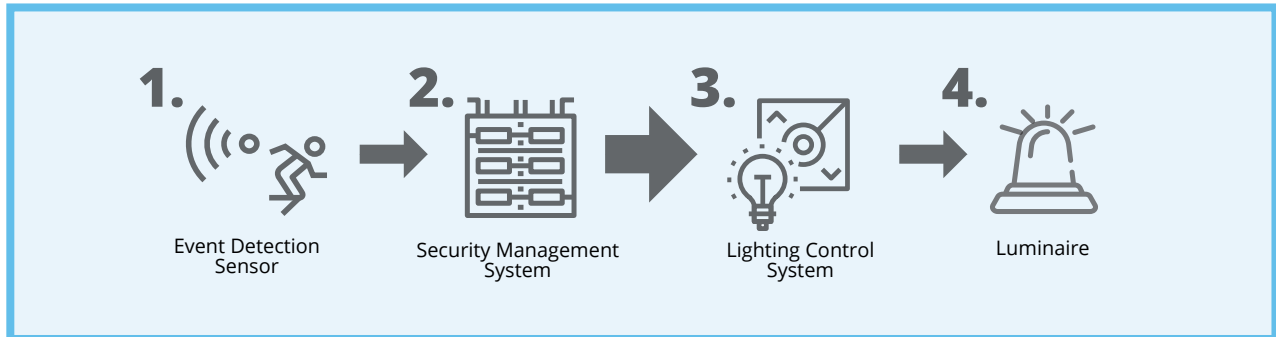 1.
2.
3.
4.
Event Detection
Sensor
Security Management
System
Lighting Control
System
Luminaire